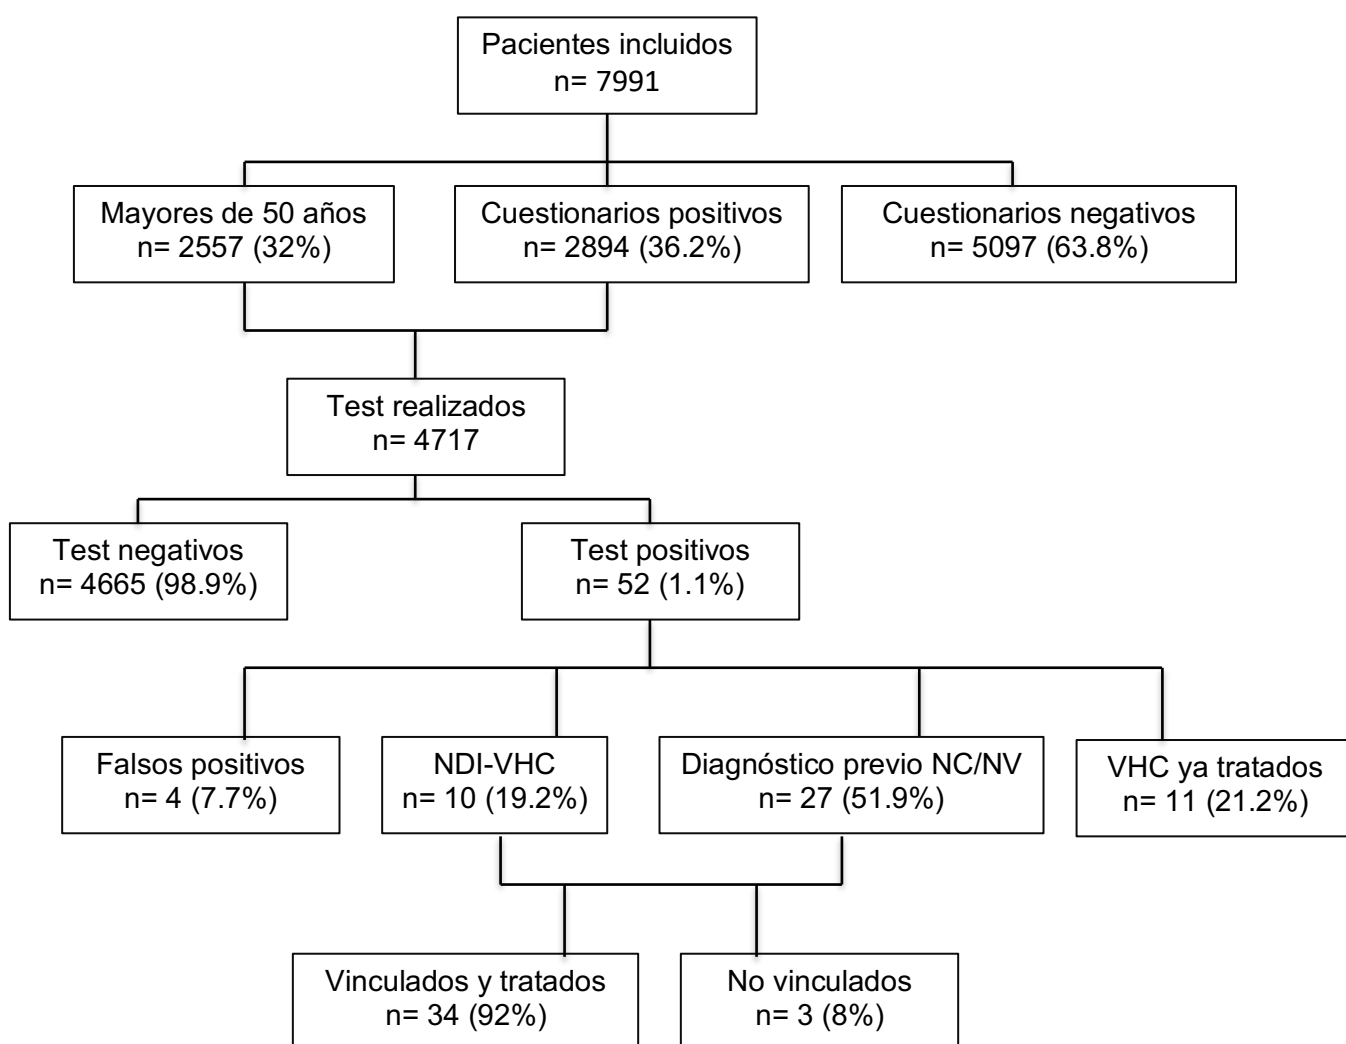 Pacientes incluidos
n= 7991
Mayores de 50 años
n= 2557 (32%)
Cuestionarios positivos
n= 2894 (36.2%)
Cuestionarios negativos
n= 5097 (63.8%)
Test realizados
n= 4717
Test negativos
n= 4665 (98.9%)
Test positivos
n= 52 (1.1%)
Falsos positivos
n= 4 (7.7%)
NDI-VHC
n= 10 (19.2%)
Diagnóstico previo NC/NV
n= 27 (51.9%)
VHC ya tratados
n= 11 (21.2%)
Vinculados y tratados
n= 34 (92%)
No vinculados
n= 3 (8%)